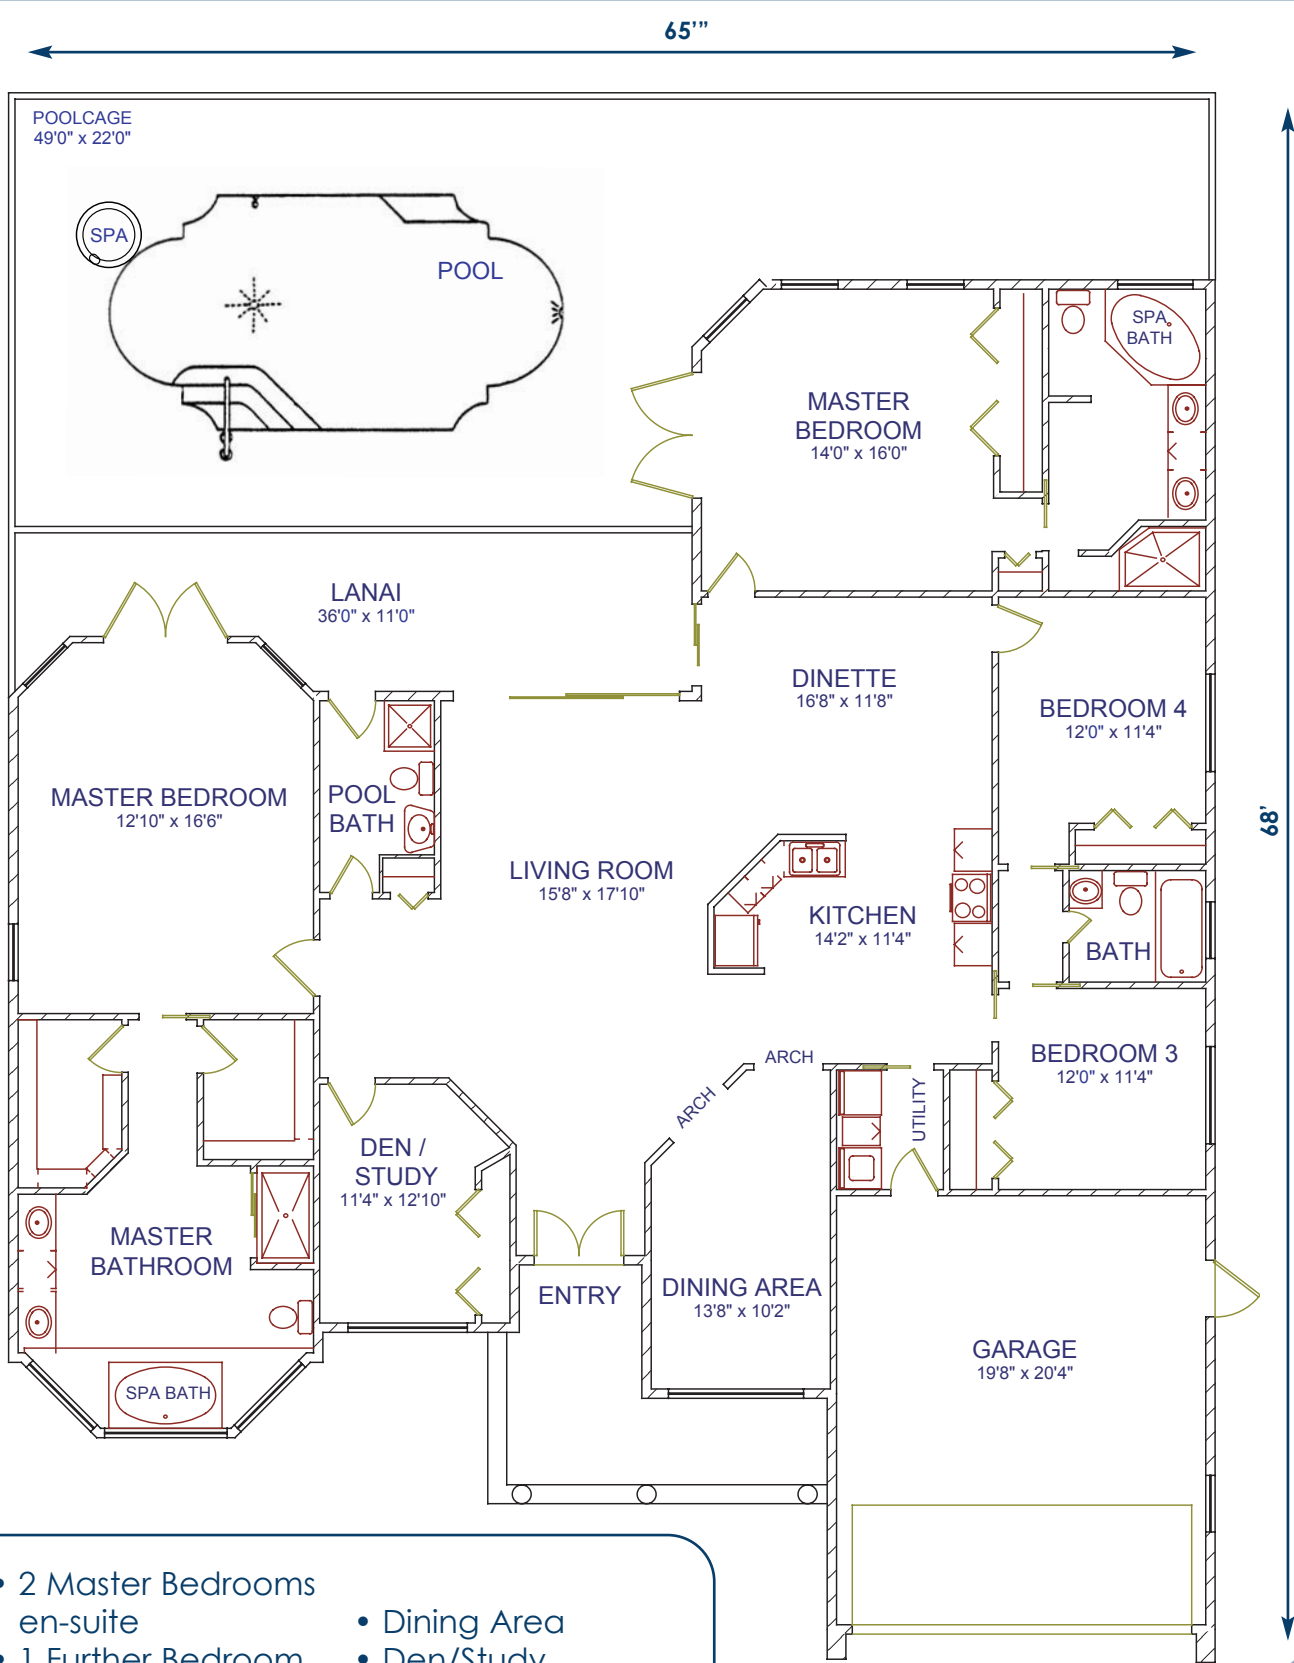 65'"
POOLCAGE
49'0" x 22'0"
SPA
POOL
SPA
BATH
MASTER
BEDROOM
14'0" x 16'0"
LANAI
36'0" x 11'0"
DINETTE
16'8" x 11'8"
BEDROOM 4
12'0" x 11'4"
MASTER BEDROOM
12'10" x 16'6"
POOL
BATH
68'
LIVING ROOM
15'8" x 17'10"
KITCHEN
14'2" x 11'4"
BATH
ARCH
BEDROOM 3
12'0" x 11'4"
ARCH
UTILITY
DEN /
STUDY
11'4" x 12'10"
MASTER
BATHROOM
ENTRY
DINING AREA
13'8" x 10'2"
GARAGE
19'8" x 20'4"
SPA BATH
• 2 Master Bedrooms
en-suite
• 1 Further Bedroom
• Dining Area
• Den/Study